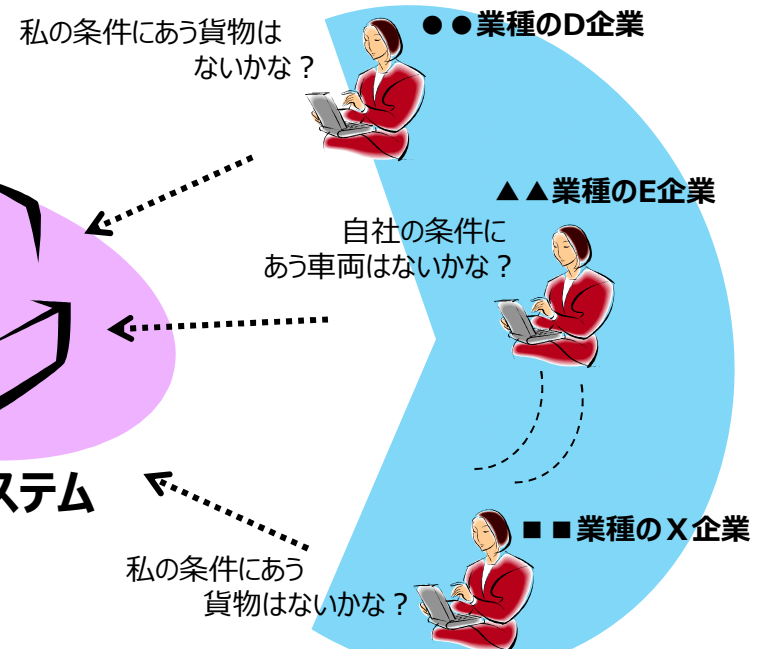 私の条件にあう貨物は
ないかな？
●●業種のD企業
▲▲業種のE企業
自社の条件に
あう車両はないかな？
ステム
■■業種のX企業
私の条件にあう
貨物はないかな？